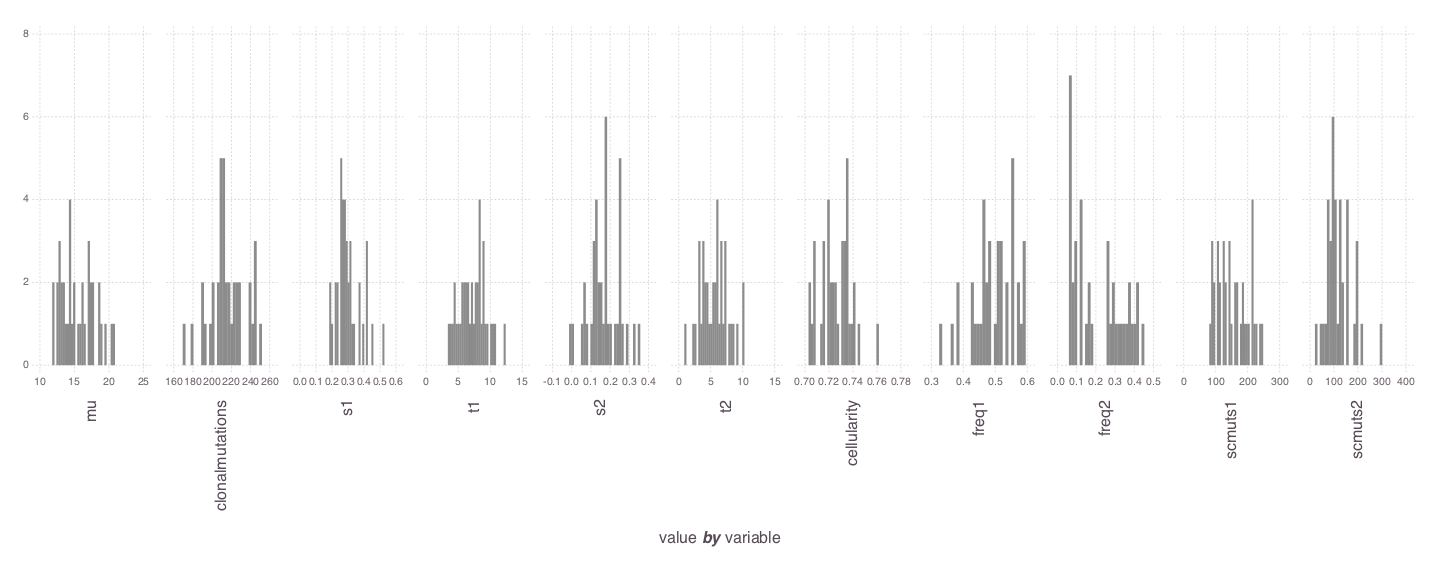 8
6
4
2
0
10 15 20 25
160 180 200 220 240 260
0.0 0.1 0.2 0.3 0.4 0.5 0.6
0 5 10 15
-0.1 0.0 0.1 0.2 0.3 0.4
0 5 10 15
0.70 0.72 0.74 0.76 0.78
0.3 0.4 0.5 0.6
0.0 0.1 0.2 0.3 0.4 0.5
0 100 200 300
0 100 200 300 400
mu
clonalmutations
s1
t1
s2
t2
cellularity
freq1
freq2
scmuts1
scmuts2
value by variable